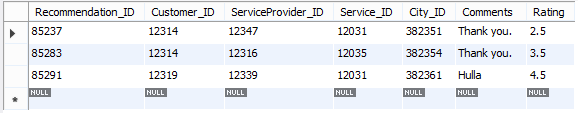 Recommendation_ID Customer_ID ServiceProvider_ID Service_ID City_ID Comments Rating
85237 12314 12347 12031 382351 Thank you. 2.5
85283 12314 12316 12035 382354 Thank you. 3.5
85291 12319 12339 12031 382361 Hulla 4.5
NULL NULL NULL NULL NULL NULL NULL